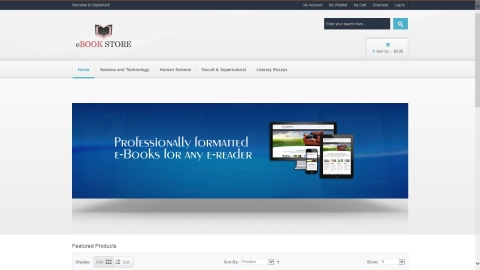 Welcome to DigitalKart!
My Account My Wishlist My Cart Checkout Log In
eBOOK STORE
Enter your search here...
0 item(s) - $0.00
Home Science and Technology Human Science Occult & Supernatural Literary Essays
Professionally formatted
e-Books for any e-reader
Featured Products
Display: Grid List Sort By: Position Show: 9